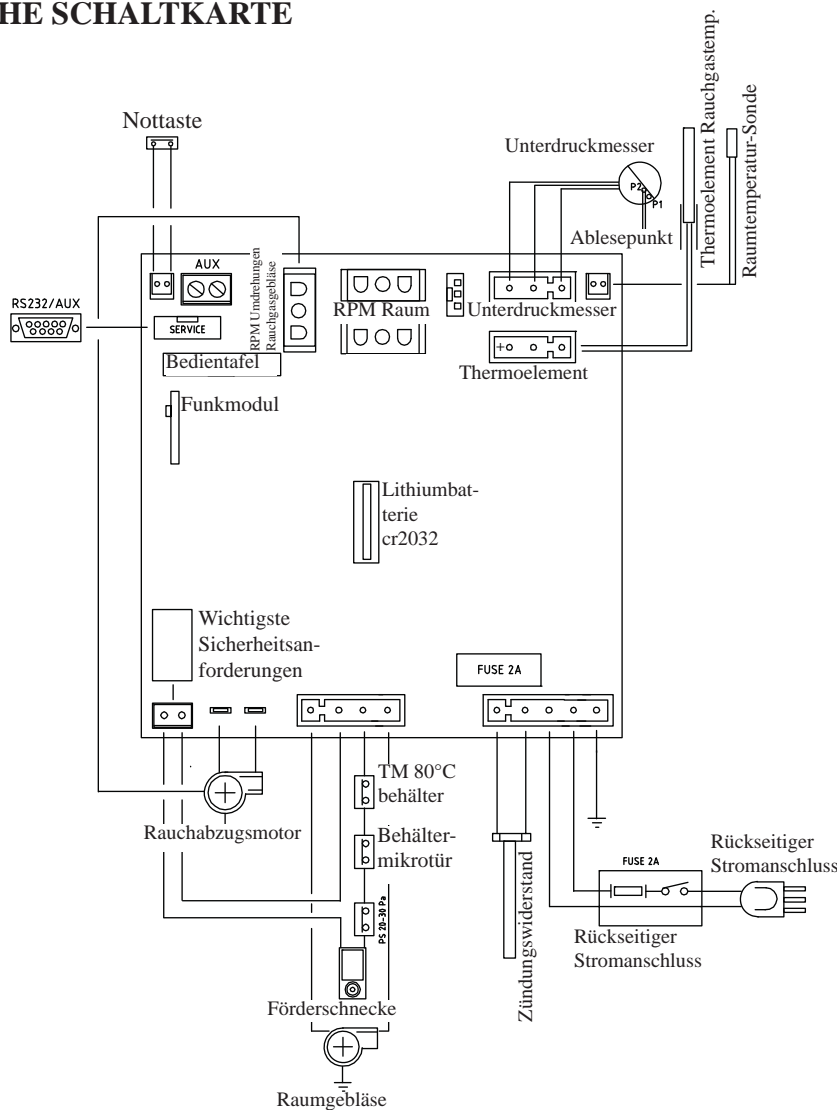 HE SCHALTKARTE
Nottaste
Unterdruckmesser
P2
P1
Ablesepunkt
Thermoelement Rauchgastemp.
Raumtemperatur-Sonde
AUX
RS232/AUX
SERVICE
RPM Umdrehungen
Rauchgasgebläse
RPM Raum
Unterdruckmesser
Bedientafel
+
Thermoelement
Funkmodul
Lithiumbat-
terie
cr2032
Wichtigste
Sicherheitsan-
forderungen
FUSE 2A
TM 80°C
behälter
Rauchabzugsmotor
Behälter-
mikrotür
PS 20-30 Pa
Förderschnecke
Raumgebläse
Zündungswiderstand
FUSE 2A
Rückseitiger
Stromanschluss
Rückseitiger
Stromanschluss